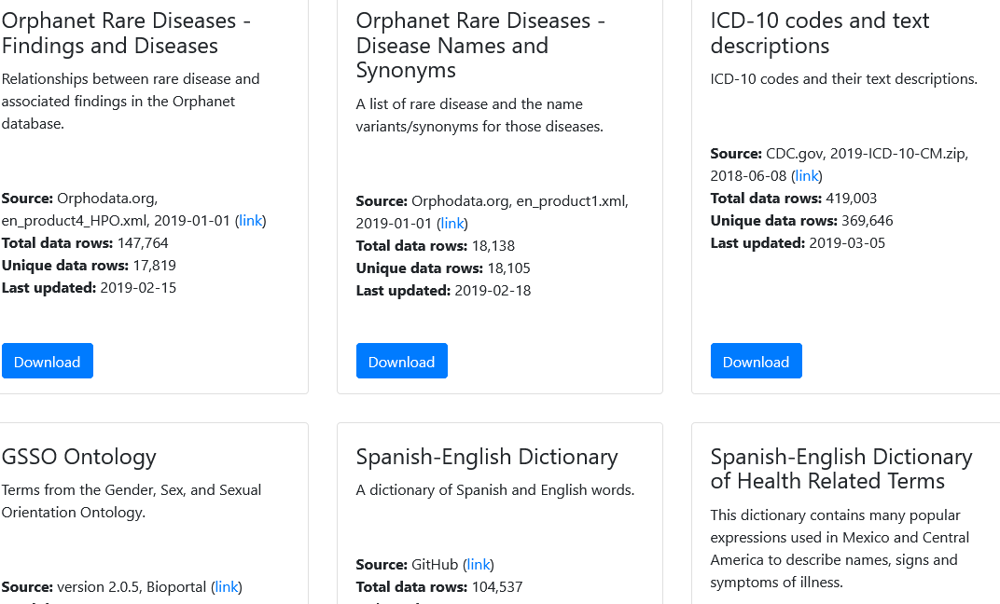 Orphanet Rare Diseases -
Findings and Diseases
Relationships between rare disease and
associated findings in the Orphanet
database.
Source: Orphodata.org,
en_product4_HPO.xml, 2019-01-01 (link)
Total data rows: 147,764
Unique data rows: 17,819
Last updated: 2019-02-15
Download
Orphanet Rare Diseases -
Disease Names and
Synonyms
A list of rare disease and the name
variants/synonyms for those diseases.
Source: Orphodata.org, en_product1.xml,
2019-01-01 (link)
Total data rows: 18,138
Unique data rows: 18,105
Last updated: 2019-02-18
Download
ICD-10 codes and text
descriptions
ICD-10 codes and their text descriptions.
Source: CDC.gov, 2019-ICD-10-CM.zip,
2018-06-08 (link)
Total data rows: 419,003
Unique data rows: 369,646
Last updated: 2019-03-05
Download
GSSO Ontology
Terms from the Gender, Sex, and Sexual
Orientation Ontology.
Source: version 2.0.5, Bioportal (link)
Spanish-English Dictionary
A dictionary of Spanish and English words.
Source: GitHub (link)
Total data rows: 104,537
Spanish-English Dictionary
of Health Related Terms
This dictionary contains many popular
expressions used in Mexico and Central
America to describe names, signs and
symptoms of illness.